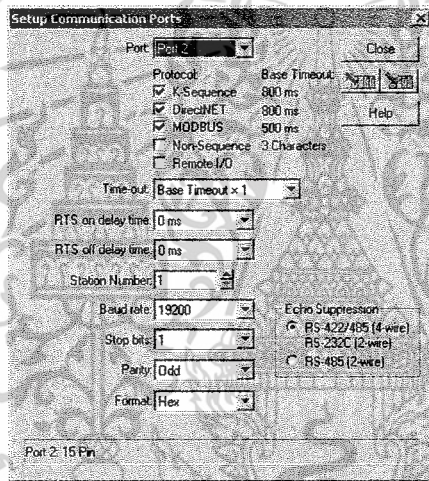 Setup Communication Ports
Port: Port 2 Close
Protocol: Base Timeout:
K-Sequence 800 ms
DirectNET 800 ms Help
MODBUS 500 ms
Non-Sequence 3 Characters
Remote I/O
Time-out: Base Timeout × 1
RTS on delay time: 0 ms
RTS off delay time: 0 ms
Station Number: 1
Baud rate: 19200 Echo Suppression
Stop bits: 1 RS-422/485 (4-wire)
RS-232C (2-wire)
Parity: Odd RS-485 (2-wire)
Format: Hex
Port 2: 15 Pin